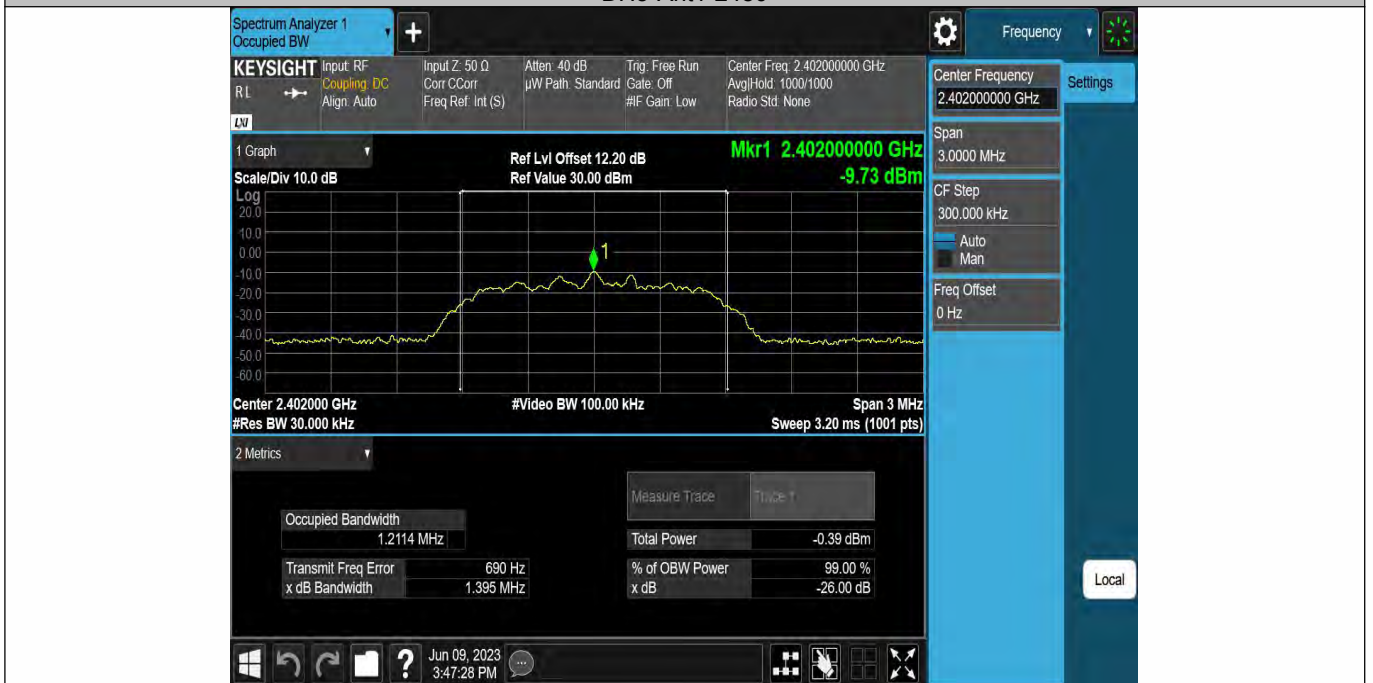 Spectrum Analyzer 1
Occupied BW
+
Frequency
KEYSIGHT
RL
LXI
Input: RF
Coupling: DC
Align: Auto
Input Z: 50 Ω
Corr CCorr
Freq Ref: Int (S)
Atten: 40 dB
µW Path: Standard
Trig: Free Run
Gate: Off
#IF Gain: Low
Center Freq: 2.402000000 GHz
Avg|Hold: 1000/1000
Radio Std: None
Center Frequency
2.402000000 GHz
Settings
Span
3.0000 MHz
CF Step
300.000 kHz
Auto
Man
Freq Offset
0 Hz
Local
1 Graph
Scale/Div 10.0 dB
Ref Lvl Offset 12.20 dB
Ref Value 30.00 dBm
Mkr1 2.402000000 GHz
-9.73 dBm
Log
20.0
10.0
0.00
-10.0
-20.0
-30.0
-40.0
-50.0
-60.0
1
Center 2.402000 GHz
#Video BW 100.00 kHz
Span 3 MHz
#Res BW 30.000 kHz
Sweep 3.20 ms (1001 pts)
2 Metrics
Measure Trace
Trace 1
Occupied Bandwidth
1.2114 MHz
Total Power
-0.39 dBm
Transmit Freq Error
690 Hz
% of OBW Power
99.00 %
x dB Bandwidth
1.395 MHz
x dB
-26.00 dB
?
Jun 09, 2023
3:47:28 PM